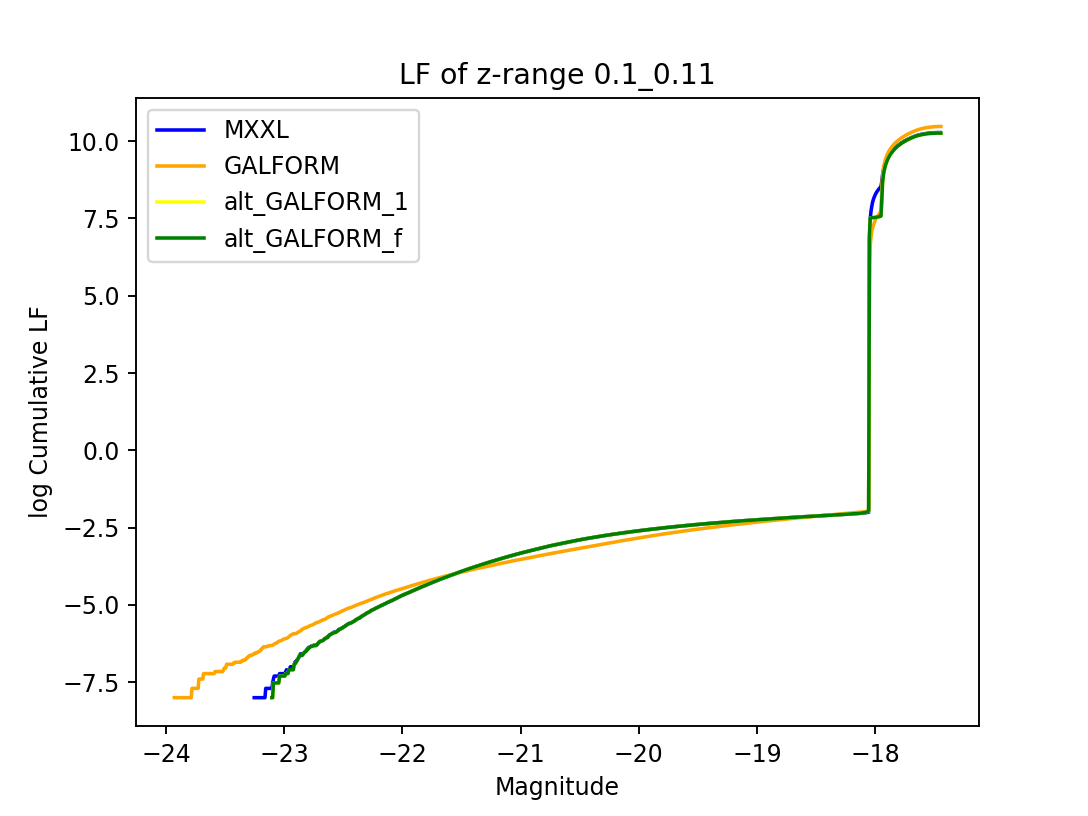 LF of z-range 0.1_0.11
MXXL
GALFORM
alt_GALFORM_1
alt_GALFORM_f
10.0
7.5
5.0
2.5
0.0
−2.5
−5.0
−7.5
log Cumulative LF
−24 −23 −22 −21 −20 −19 −18
Magnitude